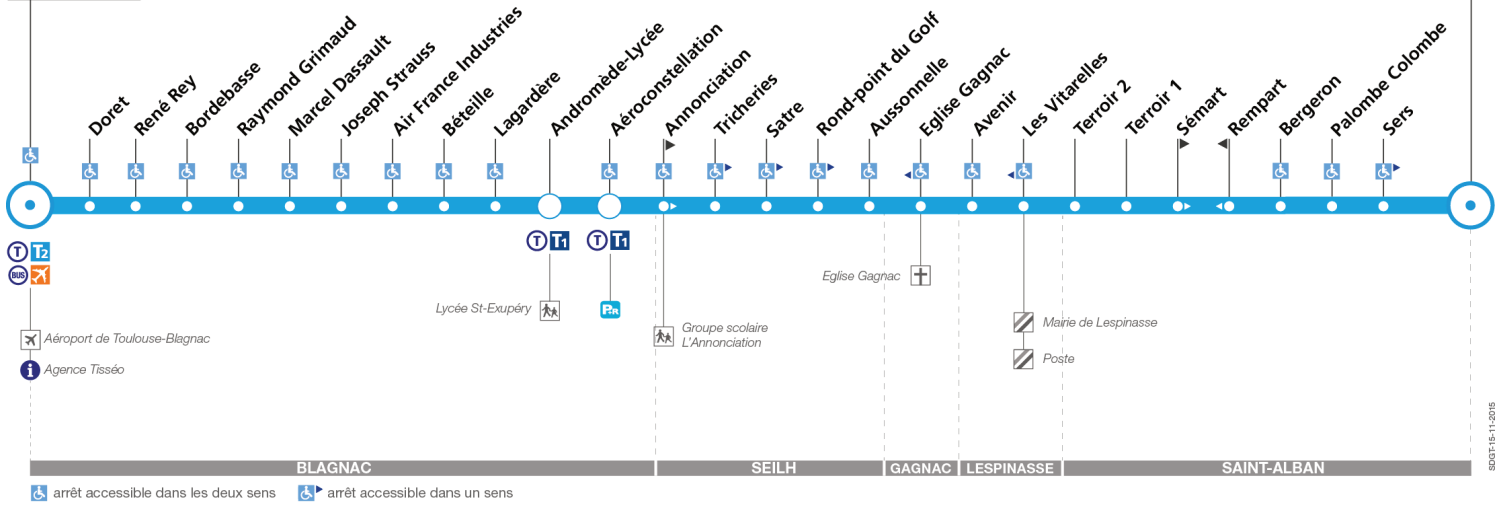 Doret
René Rey
Bordebasse
Raymond Grimaud
Marcel Dassault
Joseph Strauss
Air France Industries
Béteille
Lagardère
Andromède-Lycée
Aéroconstellation
Annonciation
Tricheries
Satre
Rond-point du Golf
Aussonnelle
Eglise Gagnac
Avenir
Les Vitarelles
Terroir 2
Terroir 1
Sémart
Rempart
Bergeron
Palombe Colombe
Sers
T T2
BUS
T T1
T T1
Eglise Gagnac
Lycée St-Exupéry
P+R
Mairie de Lespinasse
Groupe scolaire
L'Annonciation
Aéroport de Toulouse-Blagnac
Poste
i Agence Tisséo
SDGT-15-11-2015
BLAGNAC
SEILH
GAGNAC
LESPINASSE
SAINT-ALBAN
arrêt accessible dans les deux sens
arrêt accessible dans un sens